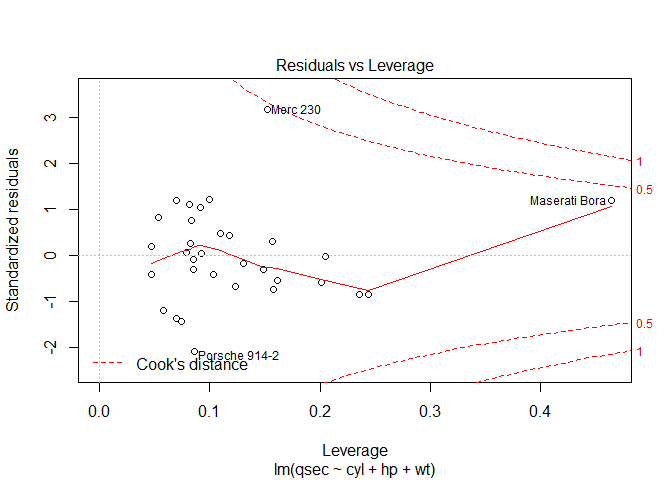 Residuals vs Leverage
Standardized residuals
3
2
1
0
-1
-2
Merc 230
Maserati Bora
Porsche 914-2
Cook's distance
1
0.5
0.5
1
0.0 0.1 0.2 0.3 0.4
Leverage
lm(qsec ~ cyl + hp + wt)